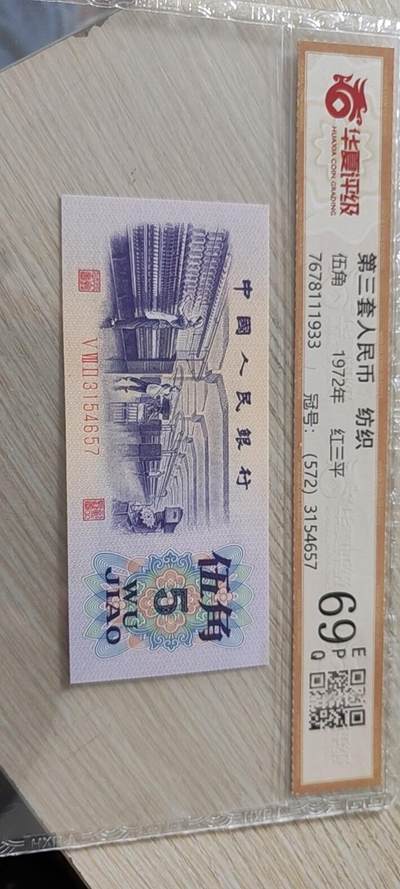 华夏评级
HUAXIA COIN GRADING
第三套人民币 纺织
伍角 1972年 红三平
7678111933 冠号: (572) 3154657
69 EPQ
中國人民銀行
伍角
5
WU
JIAO
Ⅴ Ⅶ Ⅱ 3154657